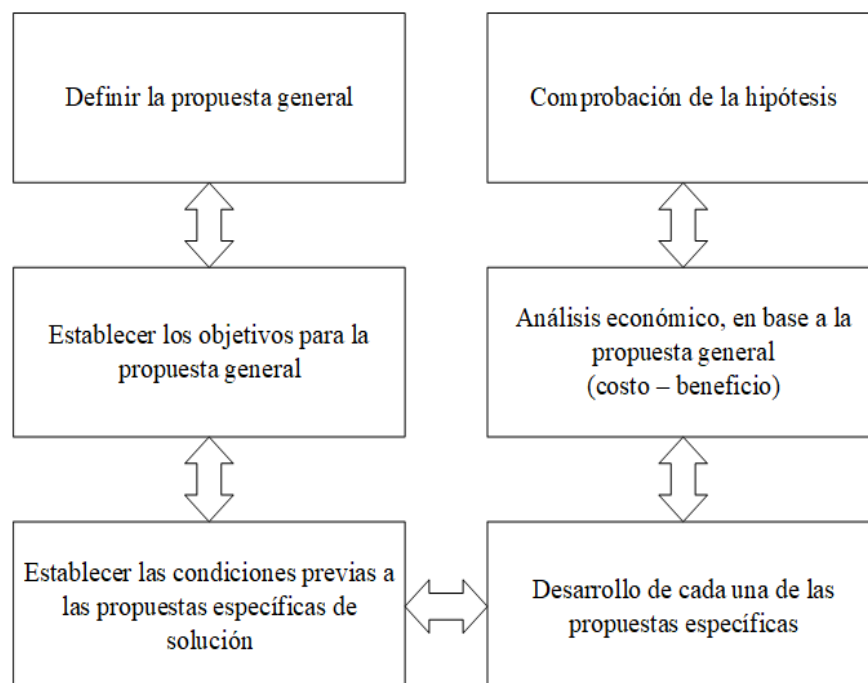 Definir la propuesta general
Comprobación de la hipótesis
Establecer los objetivos para la
propuesta general
Análisis económico, en base a la
propuesta general
(costo – beneficio)
Establecer las condiciones previas a
las propuestas específicas de
solución
Desarrollo de cada una de las
propuestas específicas